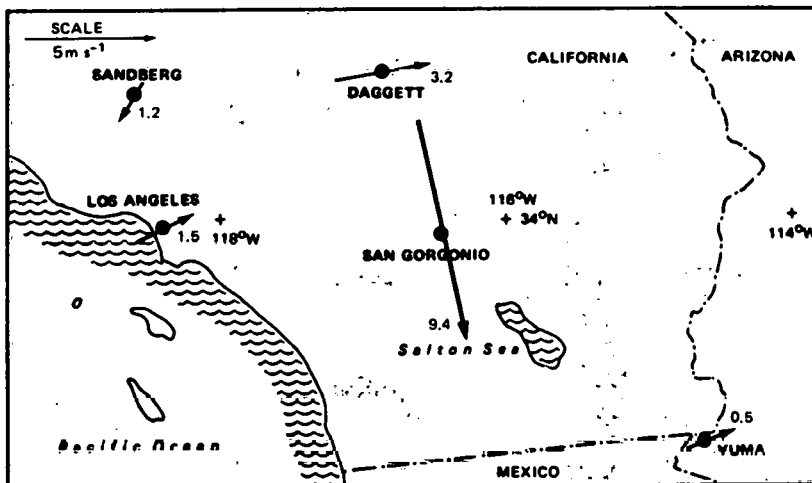 SCALE
5 m s⁻¹
SANDBERG
1.2
DAGGETT
3.2
CALIFORNIA
ARIZONA
LOS ANGELES
1.5
118°W
116°W
34°N
114°W
SAN GORGONIO
9.4
Salton Sea
Pacific Ocean
0.5
YUMA
MEXICO